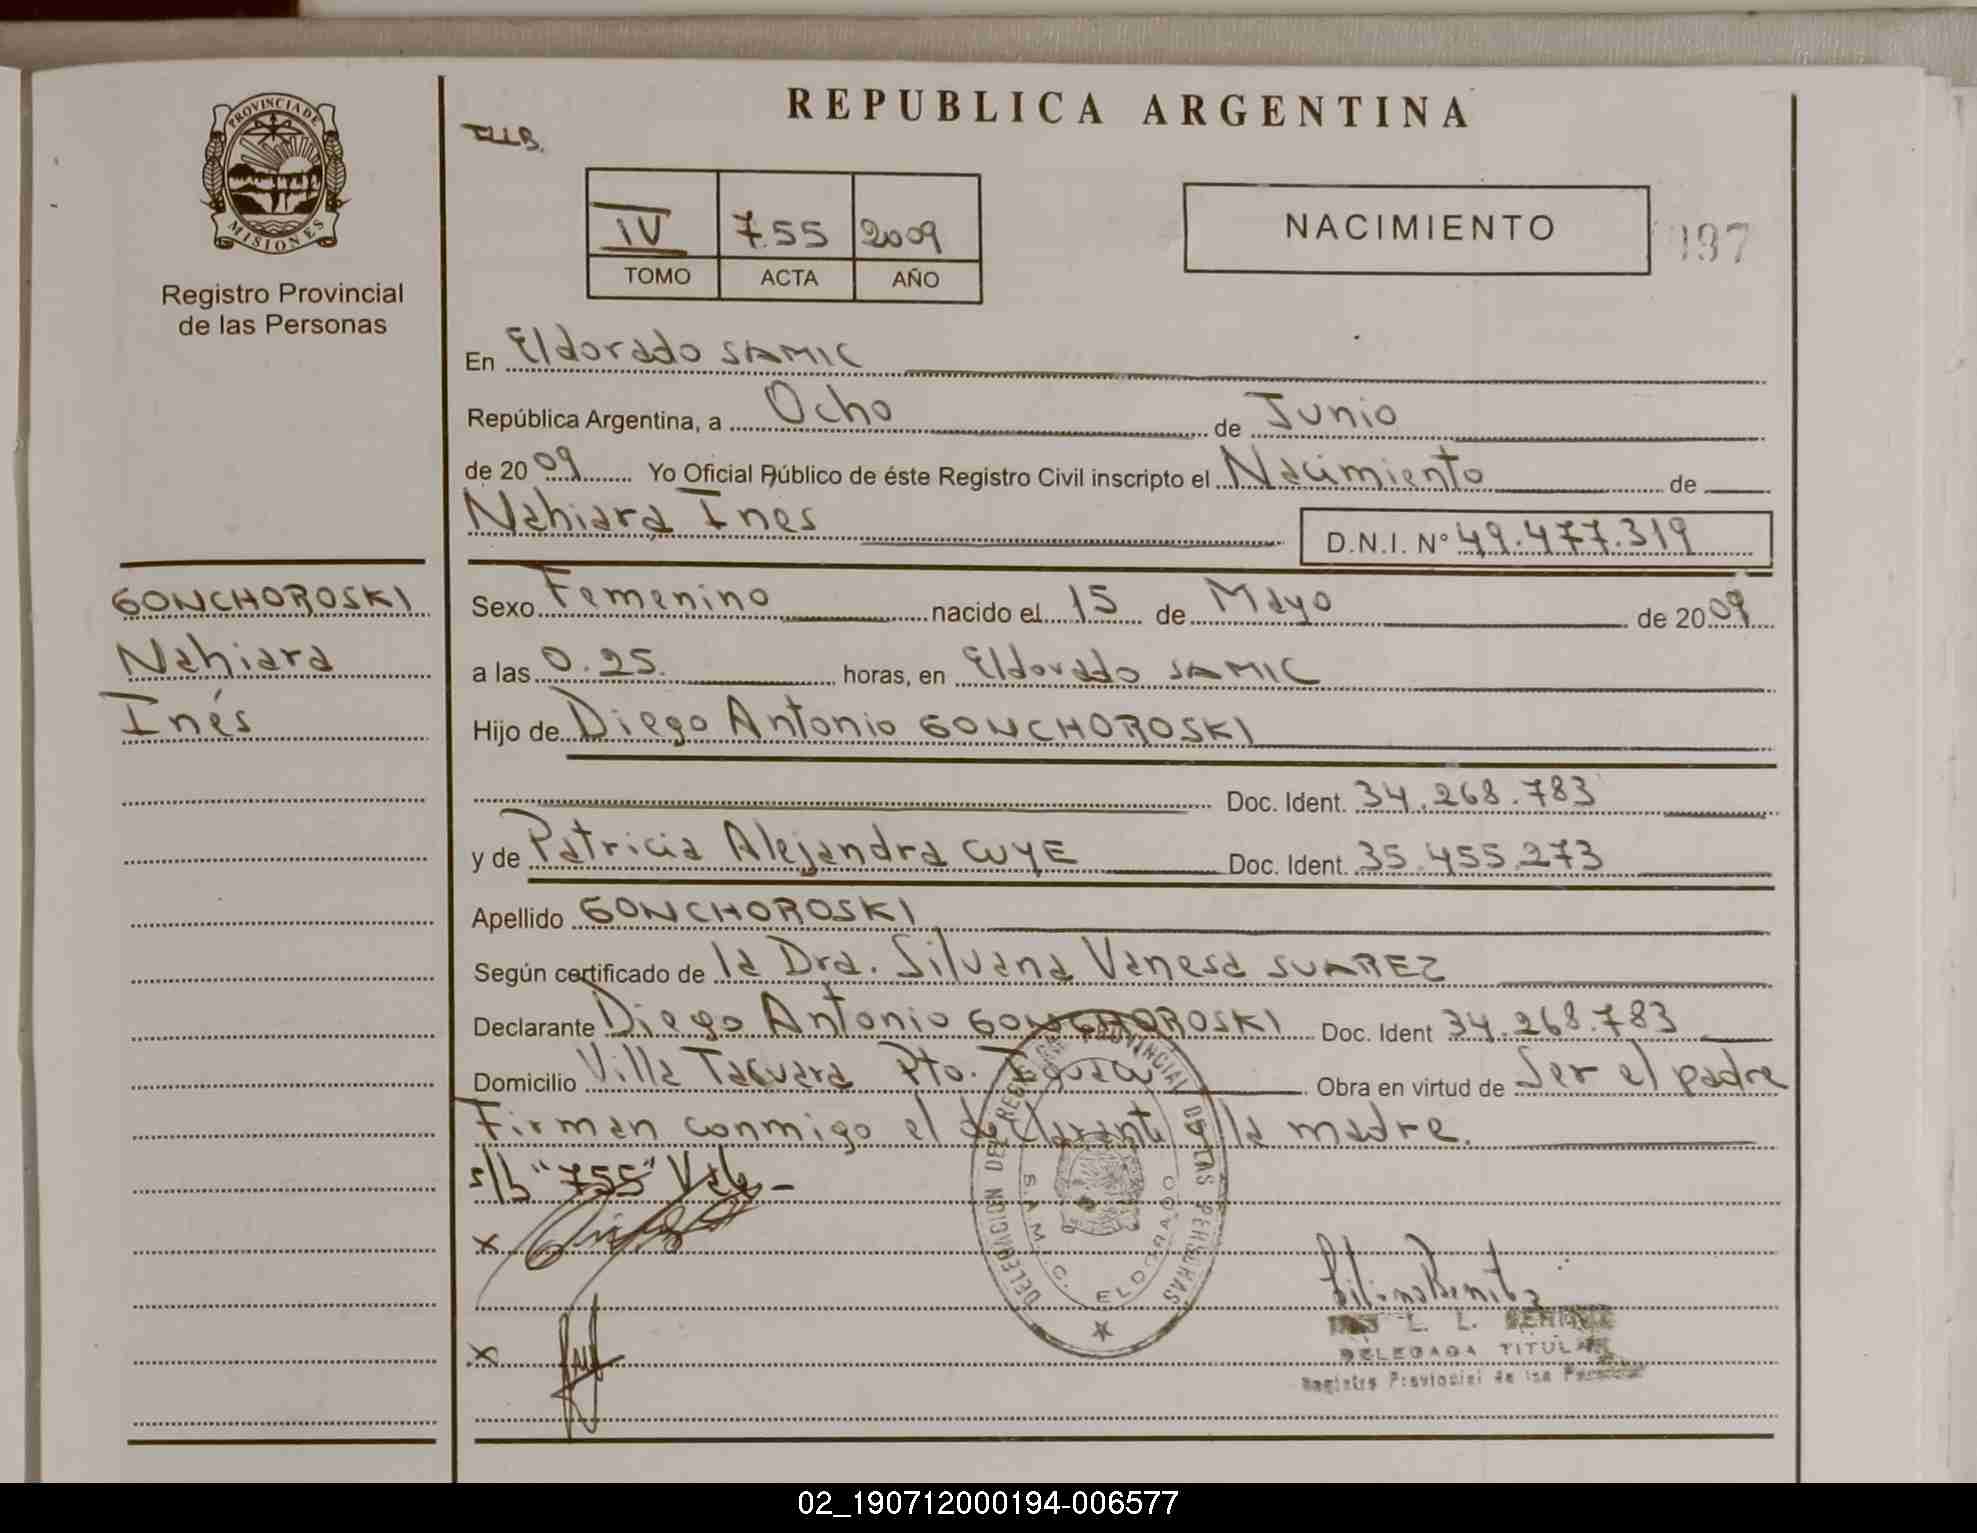 PROVINCIA DE
MISIONES
Registro Provincial
de las Personas
GONCHOROSKI
Nahiara
Inés
REPUBLICA ARGENTINA
IV 755 2009
TOMO ACTA AÑO
NACIMIENTO 197
En Eldorado SAMIC
República Argentina, a Ocho de Junio
de 2009 Yo Oficial Público de éste Registro Civil inscripto el Nacimiento de
Nahiara Ines D.N.I. N° 49.477.319
Sexo Femenino nacido el 15 de Mayo de 2009
a las 0.25. horas, en Eldorado SAMIC
Hijo de Diego Antonio GONCHOROSKI
Doc. Ident. 34.268.783
y de Patricia Alejandra CUYE Doc. Ident. 35.455.273
Apellido GONCHOROSKI
Según certificado de la Dra. Silvana Vanesa SUAREZ
Declarante Diego Antonio GONCHOROSKI Doc. Ident 34.268.783
Domicilio Villa Tacuara Pto. Iguazu Obra en virtud de Ser el padre
Firman conmigo el declarante y la madre.
s/b "755" Vale -
x
x
DELEGACION DEL REGISTRO PROVINCIAL DE LAS PERSONAS
S.A.M.I.C. ELDORADO
L. L.
DELEGADA TITULAR
Registro Provincial de las Personas
02_190712000194-006577